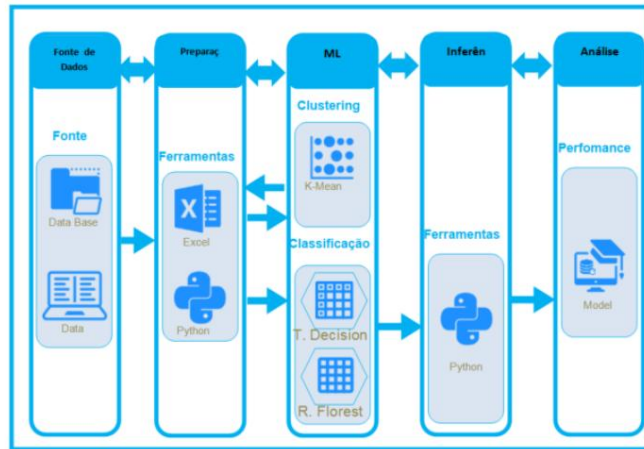 Fonte de
Dados
Preparaç
ML
Inferên
Análise
Fonte
Data Base
Data
Ferramentas
Excel
Python
Clustering
K-Mean
Classificação
T. Decision
R. Florest
Ferramentas
Python
Perfomance
Model